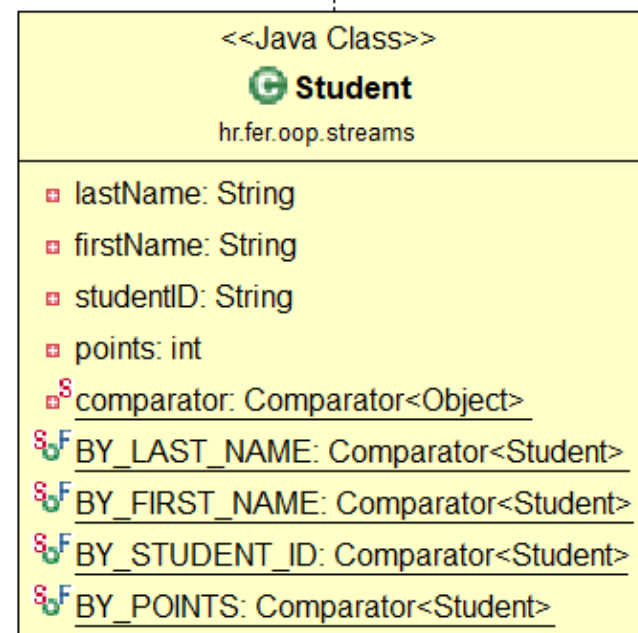 <<Java Class>>
C Student
hr.fer.oop.streams
lastName: String
firstName: String
studentID: String
points: int
S comparator: Comparator<Object>
S F BY_LAST_NAME: Comparator<Student>
S F BY_FIRST_NAME: Comparator<Student>
S F BY_STUDENT_ID: Comparator<Student>
S F BY_POINTS: Comparator<Student>